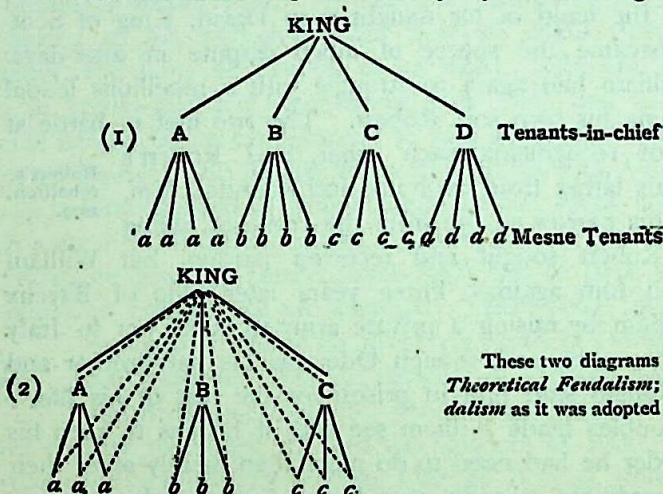 KING
(1) A B C D Tenants-in-chief
a a a a b b b b c c c c d d d d Mesne Tenants
KING
(2) A B C
These two diagrams
Theoretical Feudalism;
dalism as it was adopted
a a a b b b c c c